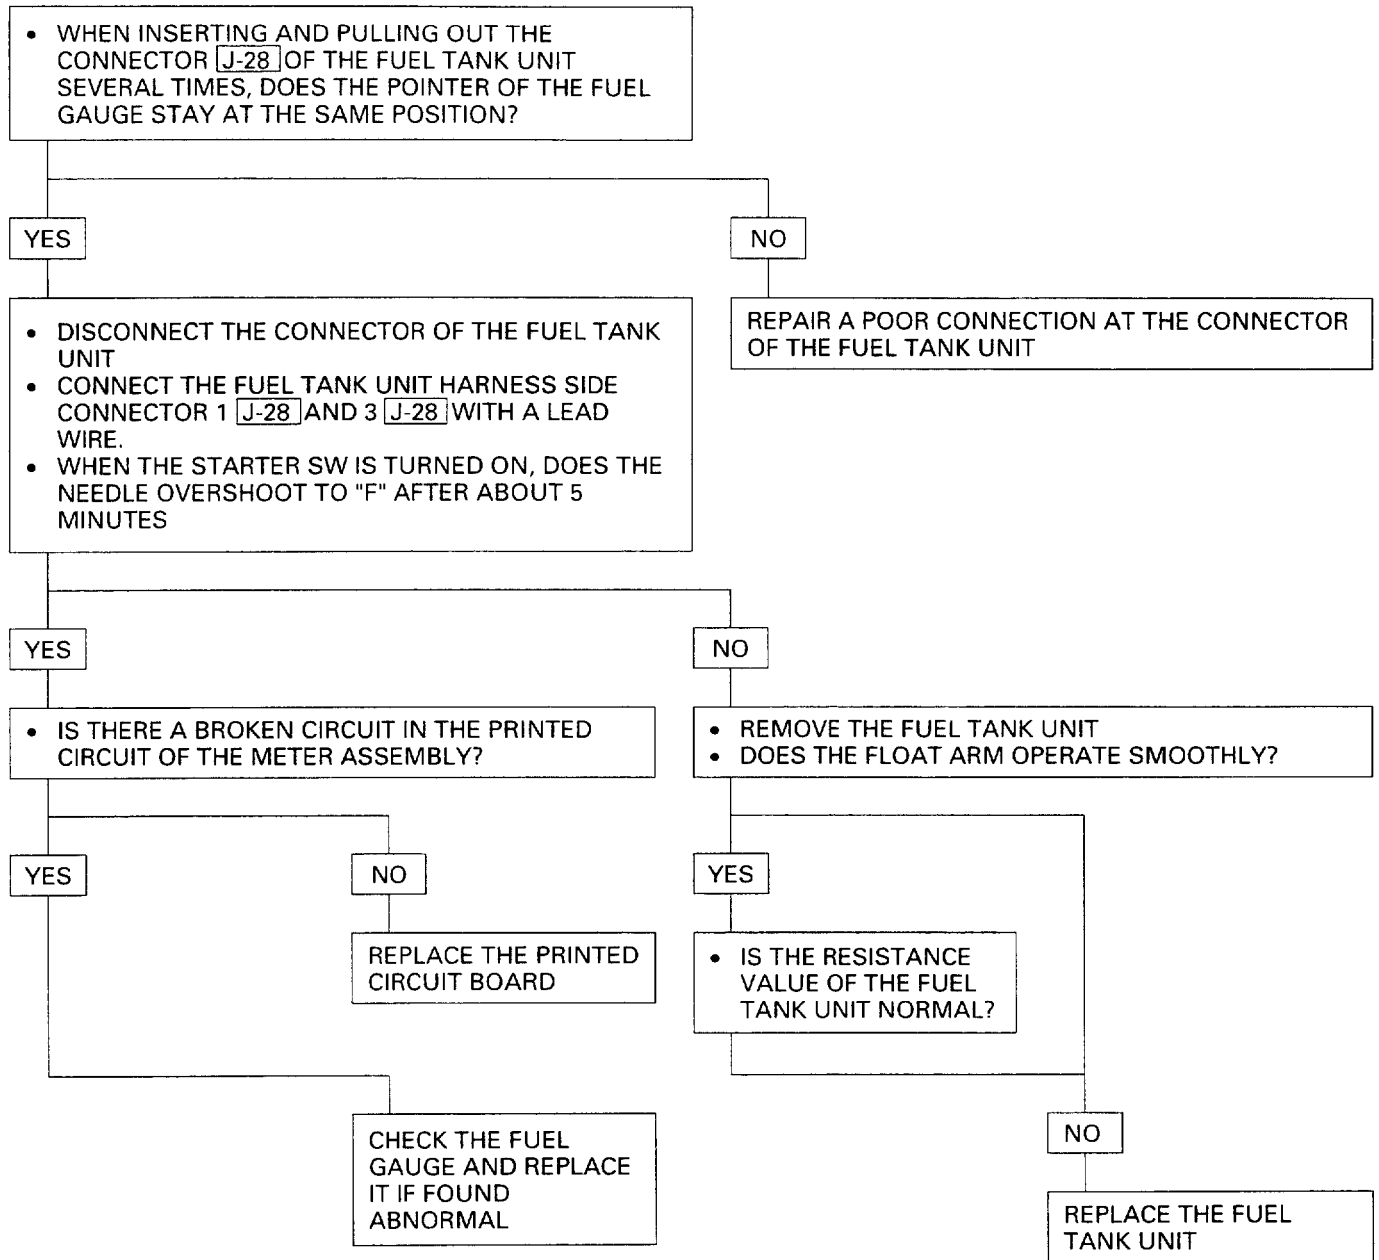 • WHEN INSERTING AND PULLING OUT THE
CONNECTOR J-28 OF THE FUEL TANK UNIT
SEVERAL TIMES, DOES THE POINTER OF THE FUEL
GAUGE STAY AT THE SAME POSITION?
YES
NO
• DISCONNECT THE CONNECTOR OF THE FUEL TANK
UNIT
• CONNECT THE FUEL TANK UNIT HARNESS SIDE
CONNECTOR 1 J-28 AND 3 J-28 WITH A LEAD
WIRE.
• WHEN THE STARTER SW IS TURNED ON, DOES THE
NEEDLE OVERSHOOT TO "F" AFTER ABOUT 5
MINUTES
REPAIR A POOR CONNECTION AT THE CONNECTOR
OF THE FUEL TANK UNIT
YES
NO
• IS THERE A BROKEN CIRCUIT IN THE PRINTED
CIRCUIT OF THE METER ASSEMBLY?
• REMOVE THE FUEL TANK UNIT
• DOES THE FLOAT ARM OPERATE SMOOTHLY?
YES
NO
YES
REPLACE THE PRINTED
CIRCUIT BOARD
• IS THE RESISTANCE
VALUE OF THE FUEL
TANK UNIT NORMAL?
CHECK THE FUEL
GAUGE AND REPLACE
IT IF FOUND
ABNORMAL
NO
REPLACE THE FUEL
TANK UNIT